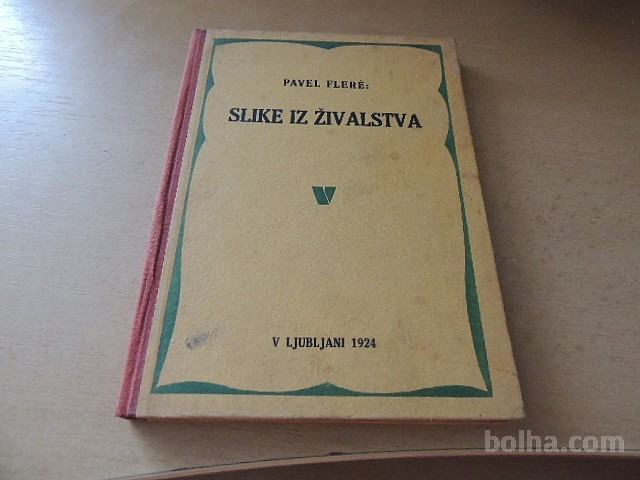 PAVEL FLERÈ:
SLIKE IZ ŽIVALSTVA
V LJUBLJANI 1924
bolha.com